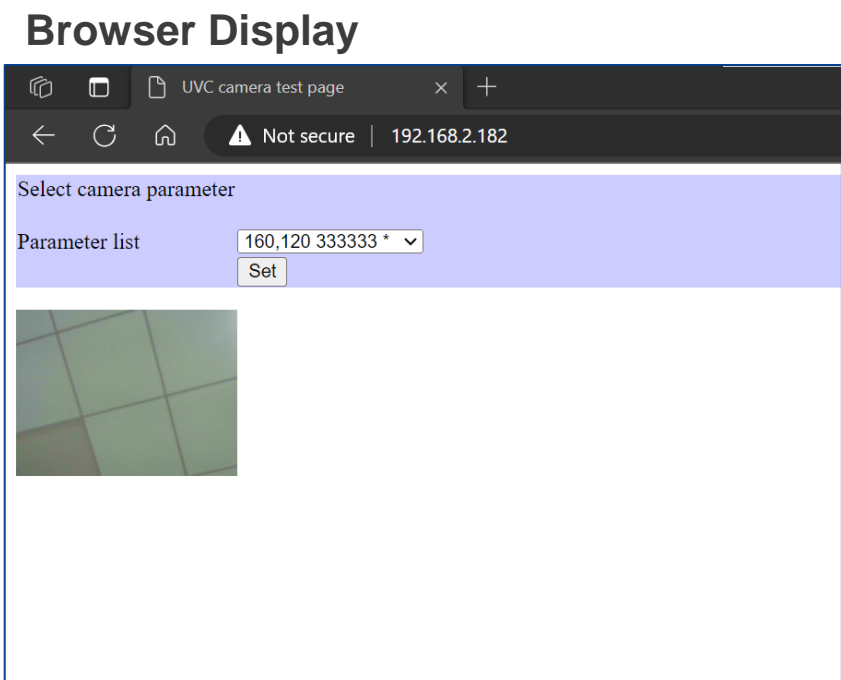 Browser Display
UVC camera test page
Not secure | 192.168.2.182
Select camera parameter
Parameter list 160,120 333333 *
Set